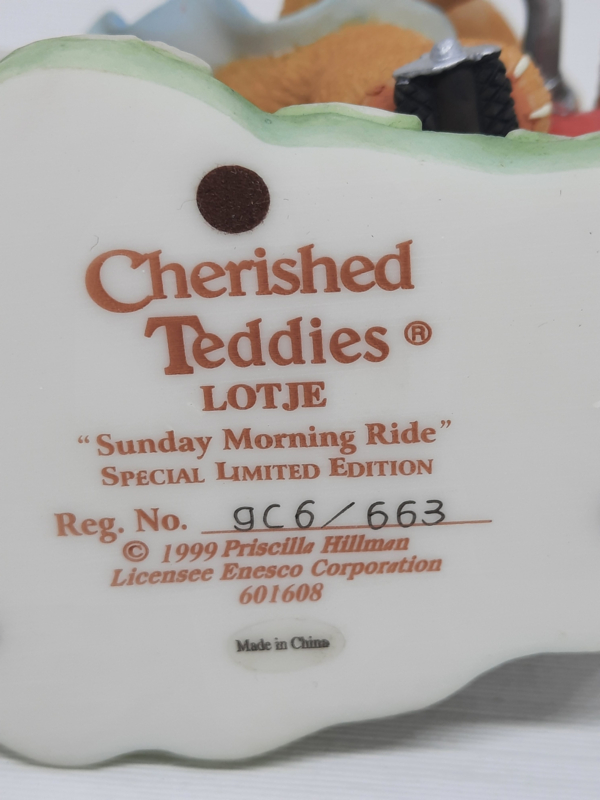 Cherished
Teddies ®
LOTJE
“Sunday Morning Ride”
SPECIAL LIMITED EDITION
Reg. No. 9C6/663
© 1999 Priscilla Hillman
Licensee Enesco Corporation
601608
Made in China